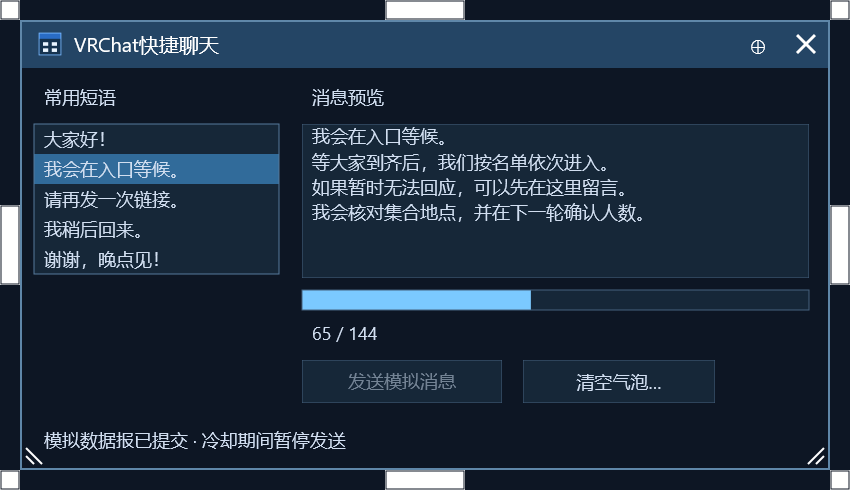 VRChat快捷聊天
常用短语
大家好！
我会在入口等候。
请再发一次链接。
我稍后回来。
谢谢，晚点见！
消息预览
我会在入口等候。
等大家到齐后，我们按名单依次进入。
如果暂时无法回应，可以先在这里留言。
我会核对集合地点，并在下一轮确认人数。
65 / 144
发送模拟消息
清空气泡...
模拟数据报已提交 · 冷却期间暂停发送